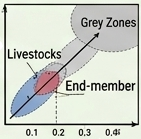 Grey Zones
Livestocks
End-member
0.1 0.2 0.3 0.4